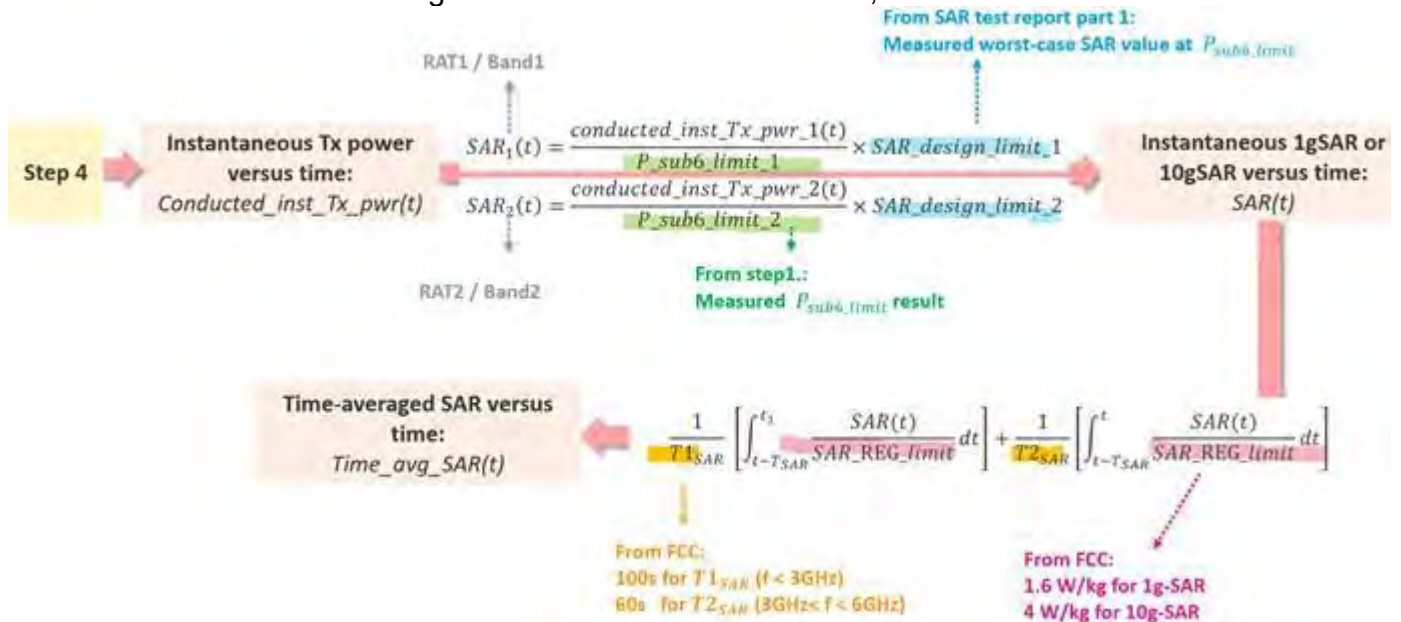 From SAR test report part 1:
Measured worst-case SAR value at P_sub6_limit
RAT1 / Band1
Step 4
Instantaneous Tx power
versus time:
Conducted_inst_Tx_pwr(t)
SAR₁(t) = conducted_inst_Tx_pwr_1(t) / P_sub6_limit_1 × SAR_design_limit_1
SAR₂(t) = conducted_inst_Tx_pwr_2(t) / P_sub6_limit_2 × SAR_design_limit_2
Instantaneous 1gSAR or
10gSAR versus time:
SAR(t)
RAT2 / Band2
From step1.:
Measured P_sub6_limit result
Time-averaged SAR versus
time:
Time_avg_SAR(t)
1/T1_SAR [∫_{t−T_SAR}^{t₁} SAR(t)/SAR_REG_limit dt] + 1/T2_SAR [∫_{t−T_SAR}^{t} SAR(t)/SAR_REG_limit dt]
From FCC:
100s for T1_SAR (f < 3GHz)
60s for T2_SAR (3GHz< f < 6GHz)
From FCC:
1.6 W/kg for 1g-SAR
4 W/kg for 10g-SAR